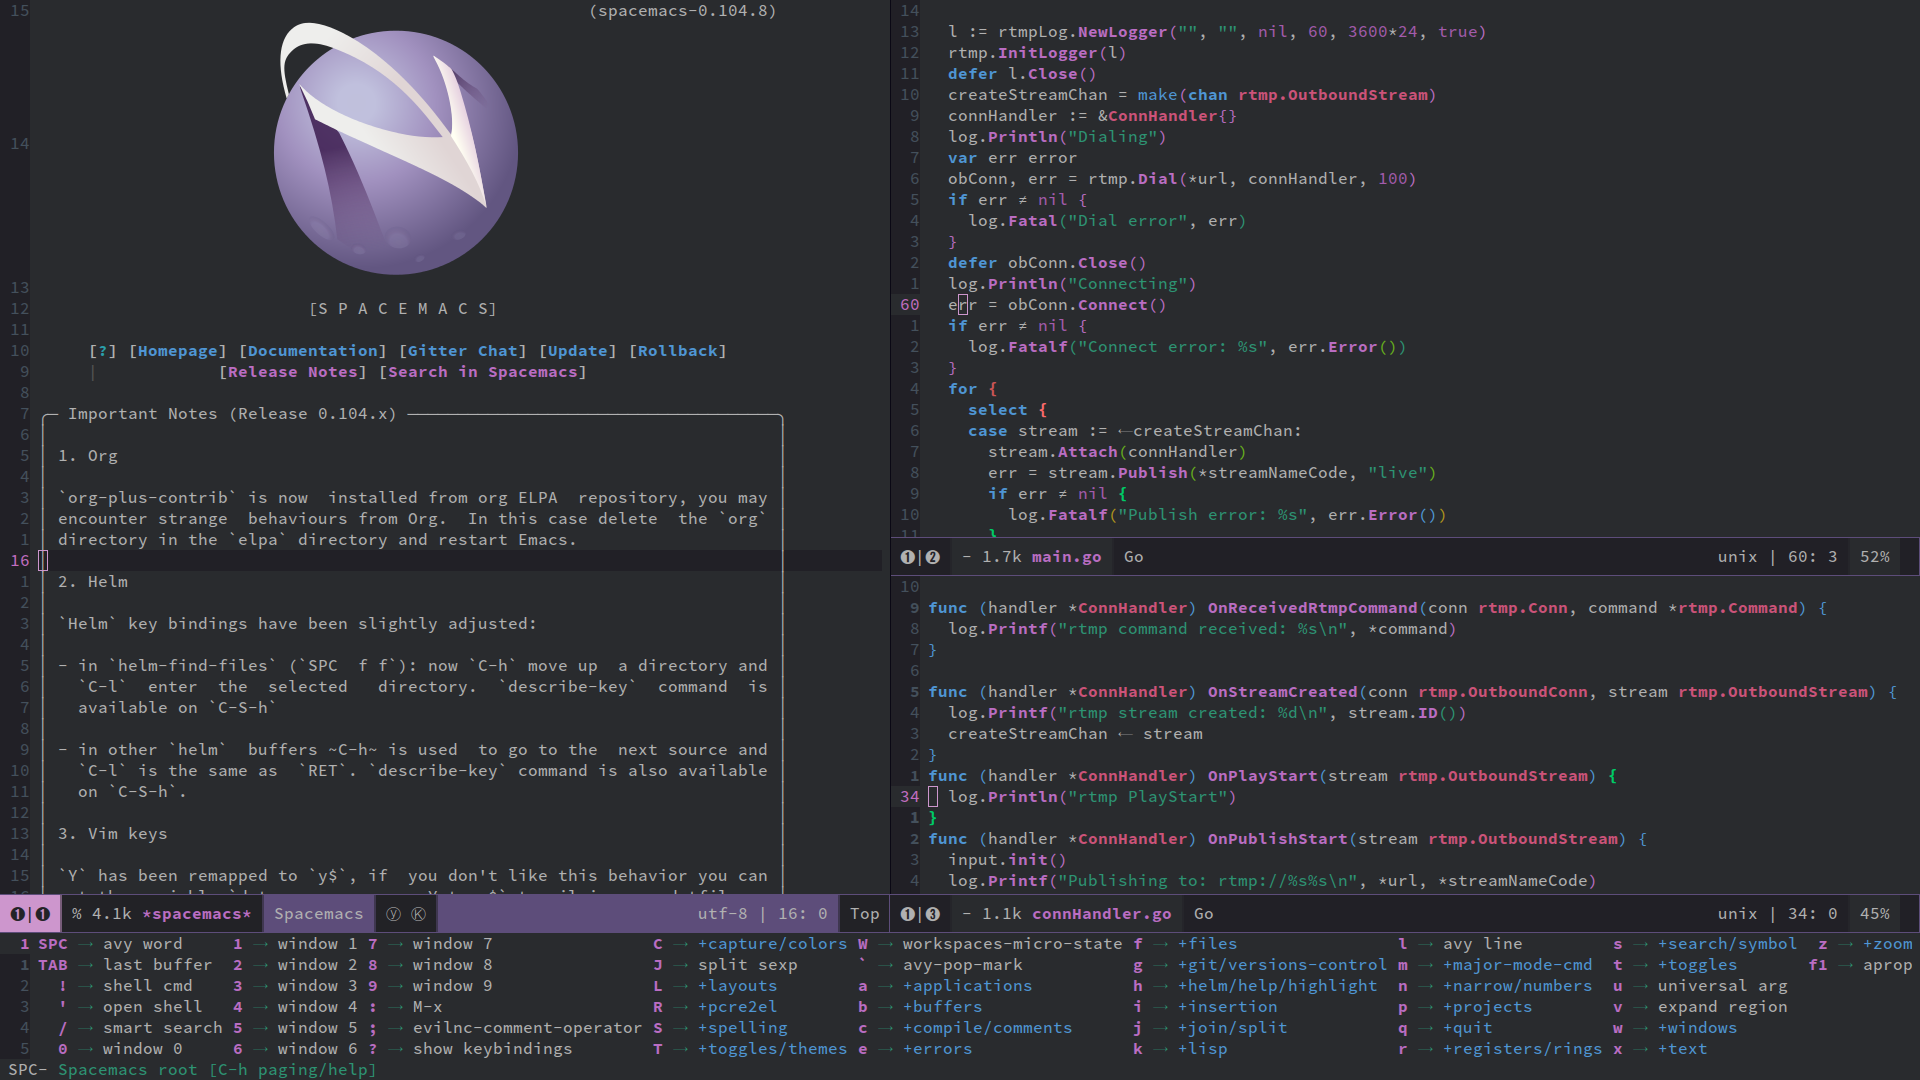 15 (spacemacs-0.104.8)
14
13
12 [S P A C E M A C S]
11
10 [?] [Homepage] [Documentation] [Gitter Chat] [Update] [Rollback]
9 [Release Notes] [Search in Spacemacs]
8
7 Important Notes (Release 0.104.x)
6
5 1. Org
4
3 `org-plus-contrib` is now  installed from org ELPA  repository, you may
2 encounter strange  behaviours from Org.  In this case delete  the `org`
1 directory in the `elpa` directory and restart Emacs.
16
1 2. Helm
2
3 `Helm` key bindings have been slightly adjusted:
4
5 - in `helm-find-files` (`SPC  f f`): now `C-h` move up  a directory and
6 `C-l`  enter  the  selected   directory. `describe-key`  command  is
7 available on `C-S-h`
8
9 - in other `helm`  buffers ~C-h~ is used  to go to the  next source and
10 `C-l` is the same as  `RET`. `describe-key` command is also available
11 on `C-S-h`.
12
13 3. Vim keys
14
15 `Y` has been remapped to `y$`, if  you don't like this behavior you can
❶|❶ % 4.1k *spacemacs* Spacemacs ⓨ Ⓚ utf-8 | 16: 0 Top
14
13 l := rtmpLog.NewLogger("", "", nil, 60, 3600*24, true)
12 rtmp.InitLogger(l)
11 defer l.Close()
10 createStreamChan = make(chan rtmp.OutboundStream)
9 connHandler := &ConnHandler{}
8 log.Println("Dialing")
7 var err error
6 obConn, err = rtmp.Dial(*url, connHandler, 100)
5 if err ≠ nil {
4 log.Fatal("Dial error", err)
3 }
2 defer obConn.Close()
1 log.Println("Connecting")
60 err = obConn.Connect()
1 if err ≠ nil {
2 log.Fatalf("Connect error: %s", err.Error())
3 }
4 for {
5 select {
6 case stream := ←createStreamChan:
7 stream.Attach(connHandler)
8 err = stream.Publish(*streamNameCode, "live")
9 if err ≠ nil {
10 log.Fatalf("Publish error: %s", err.Error())
11 }
❶|❷ - 1.7k main.go Go unix | 60: 3 52%
10
9 func (handler *ConnHandler) OnReceivedRtmpCommand(conn rtmp.Conn, command *rtmp.Command) {
8 log.Printf("rtmp command received: %s\n", *command)
7 }
6
5 func (handler *ConnHandler) OnStreamCreated(conn rtmp.OutboundConn, stream rtmp.OutboundStream) {
4 log.Printf("rtmp stream created: %d\n", stream.ID())
3 createStreamChan ← stream
2 }
1 func (handler *ConnHandler) OnPlayStart(stream rtmp.OutboundStream) {
34 log.Println("rtmp PlayStart")
1 }
2 func (handler *ConnHandler) OnPublishStart(stream rtmp.OutboundStream) {
3 input.init()
4 log.Printf("Publishing to: rtmp://%s%s\n", *url, *streamNameCode)
❶|❸ - 1.1k connHandler.go Go unix | 34: 0 45%
1 SPC → avy word 1 → window 1 7 → window 7 C → +capture/colors W → workspaces-micro-state f → +files l → avy line s → +search/symbol z → +zoom
1 TAB → last buffer 2 → window 2 8 → window 8 J → split sexp ` → avy-pop-mark g → +git/versions-control m → +major-mode-cmd t → +toggles f1 → aprop
2 ! → shell cmd 3 → window 3 9 → window 9 L → +layouts a → +applications h → +helm/help/highlight n → +narrow/numbers u → universal arg
3 ' → open shell 4 → window 4 : → M-x R → +pcre2el b → +buffers i → +insertion p → +projects v → expand region
4 / → smart search 5 → window 5 ; → evilnc-comment-operator S → +spelling c → +compile/comments j → +join/split q → +quit w → +windows
5 0 → window 0 6 → window 6 ? → show keybindings T → +toggles/themes e → +errors k → +lisp r → +registers/rings x → +text
SPC- Spacemacs root [C-h paging/help]